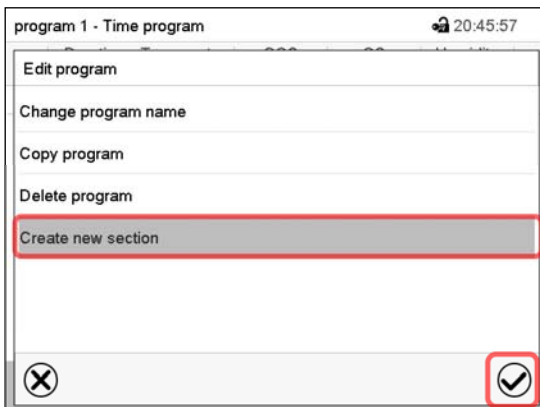 program 1 - Time program 20:45:57
Edit program
Change program name
Copy program
Delete program
Create new section